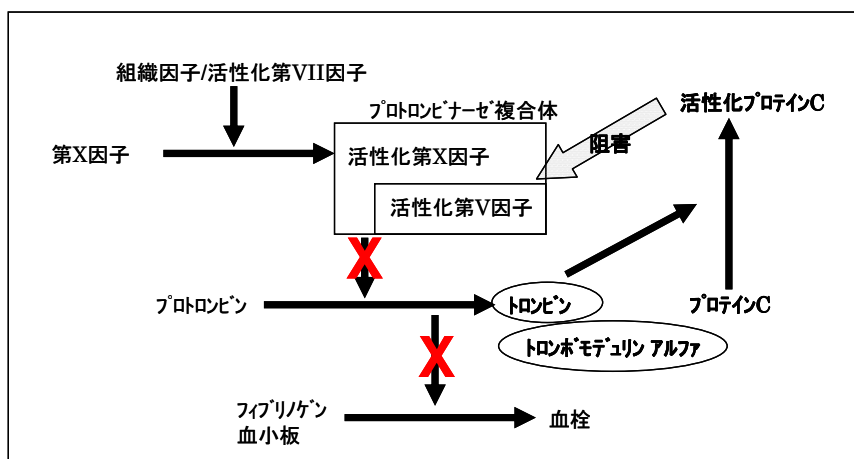 組織因子/活性化第VII因子
ﾌﾟﾛﾄﾛﾝﾋﾞﾅｰｾﾞ複合体
活性化プロテインC
阻害
第X因子
活性化第X因子
活性化第V因子
ﾌﾟﾛﾄﾛﾝﾋﾞﾝ
ﾄﾛﾝﾋﾞﾝ
ﾌﾟﾛﾃｲﾝC
ﾄﾛﾝﾎﾞﾓﾃﾞｭﾘﾝ ｱﾙﾌｧ
ﾌｨﾌﾞﾘﾉｹﾞﾝ
血小板
血栓